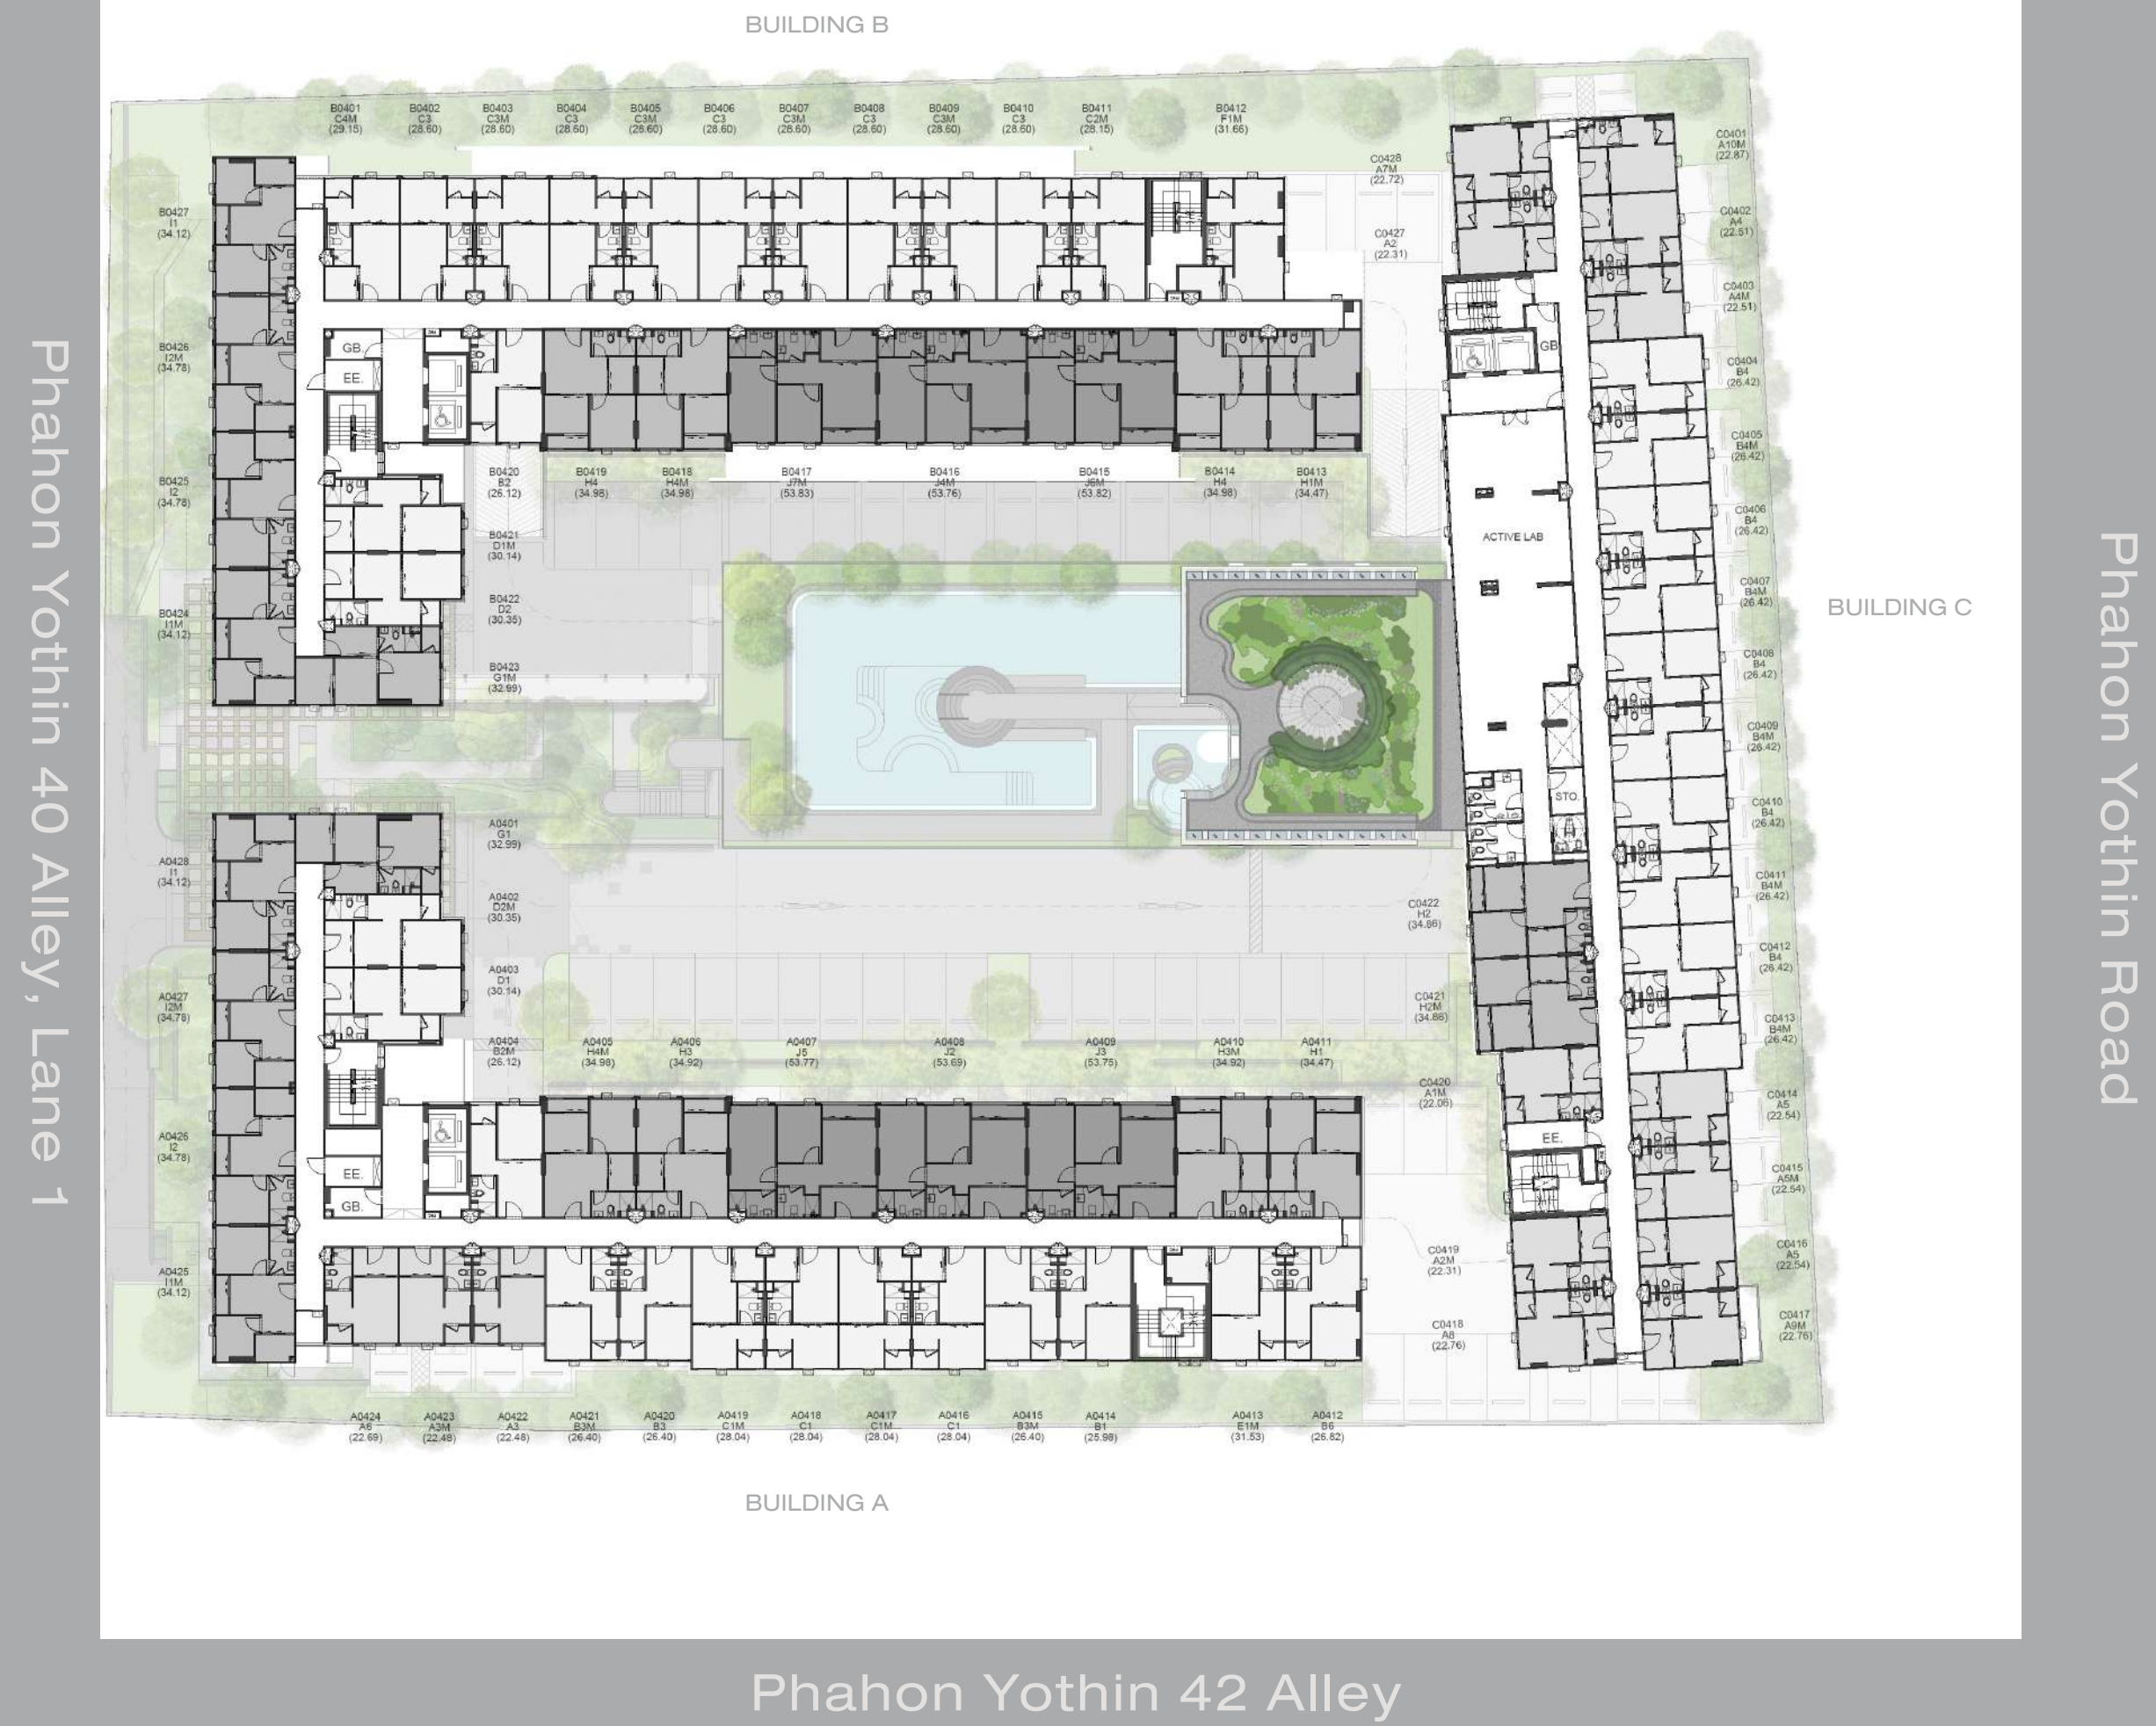 BUILDING B
B0401
C4M
(29.15)
B0402
C3
(28.60)
B0403
C3M
(28.60)
B0404
C3
(28.60)
B0405
C3M
(28.60)
B0406
C3
(28.60)
B0407
C3M
(28.60)
B0408
C3
(28.60)
B0409
C3M
(28.60)
B0410
C3
(28.60)
B0411
C2M
(28.15)
B0412
F1M
(31.66)
C0428
A7M
(22.72)
C0427
A2
(22.31)
C0401
A10M
(22.87)
C0402
A4
(22.51)
C0403
A4M
(22.51)
C0404
B4
(26.42)
C0405
B4M
(26.42)
C0406
B4
(26.42)
C0407
B4M
(26.42)
C0408
B4
(26.42)
C0409
B4M
(26.42)
C0410
B4
(26.42)
C0411
B4M
(26.42)
C0412
B4
(26.42)
C0413
B4M
(26.42)
C0414
A5
(22.54)
C0415
A5M
(22.54)
C0416
A5
(22.54)
C0417
A9M
(22.76)
B0427
I1
(34.12)
B0426
I2M
(34.78)
B0425
I2
(34.78)
B0424
I1M
(34.12)
GB.
EE.
B0420
B2
(26.12)
B0419
H4
(34.98)
B0418
H4M
(34.98)
B0417
J7M
(53.83)
B0416
J4M
(53.76)
B0415
J6M
(53.82)
B0414
H4
(34.98)
B0413
H1M
(34.47)
B0421
D1M
(30.14)
B0422
D2
(30.35)
B0423
G1M
(32.99)
GB
ACTIVE LAB
STO.
BUILDING C
A0401
G1
(32.99)
A0402
D2M
(30.35)
A0403
D1
(30.14)
A0404
B2M
(26.12)
A0405
H4M
(34.98)
A0406
H3
(34.92)
A0407
J5
(53.77)
A0408
J2
(53.69)
A0409
J3
(53.75)
A0410
H3M
(34.92)
A0411
H1
(34.47)
A0428
I1
(34.12)
A0427
I2M
(34.78)
A0426
I2
(34.78)
A0425
I1M
(34.12)
EE.
GB.
C0422
H2
(34.86)
C0421
H2M
(34.86)
C0420
A1M
(22.06)
EE.
C0419
A2M
(22.31)
C0418
A8
(22.76)
A0424
A6
(22.69)
A0423
A3M
(22.48)
A0422
A3
(22.48)
A0421
B3M
(26.40)
A0420
B3
(26.40)
A0419
C1M
(28.04)
A0418
C1
(28.04)
A0417
C1M
(28.04)
A0416
C1
(28.04)
A0415
B3M
(26.40)
A0414
B1
(25.98)
A0413
E1M
(31.53)
A0412
B6
(26.82)
BUILDING A
Phahon Yothin 40 Alley, Lane 1
Phahon Yothin Road
Phahon Yothin 42 Alley